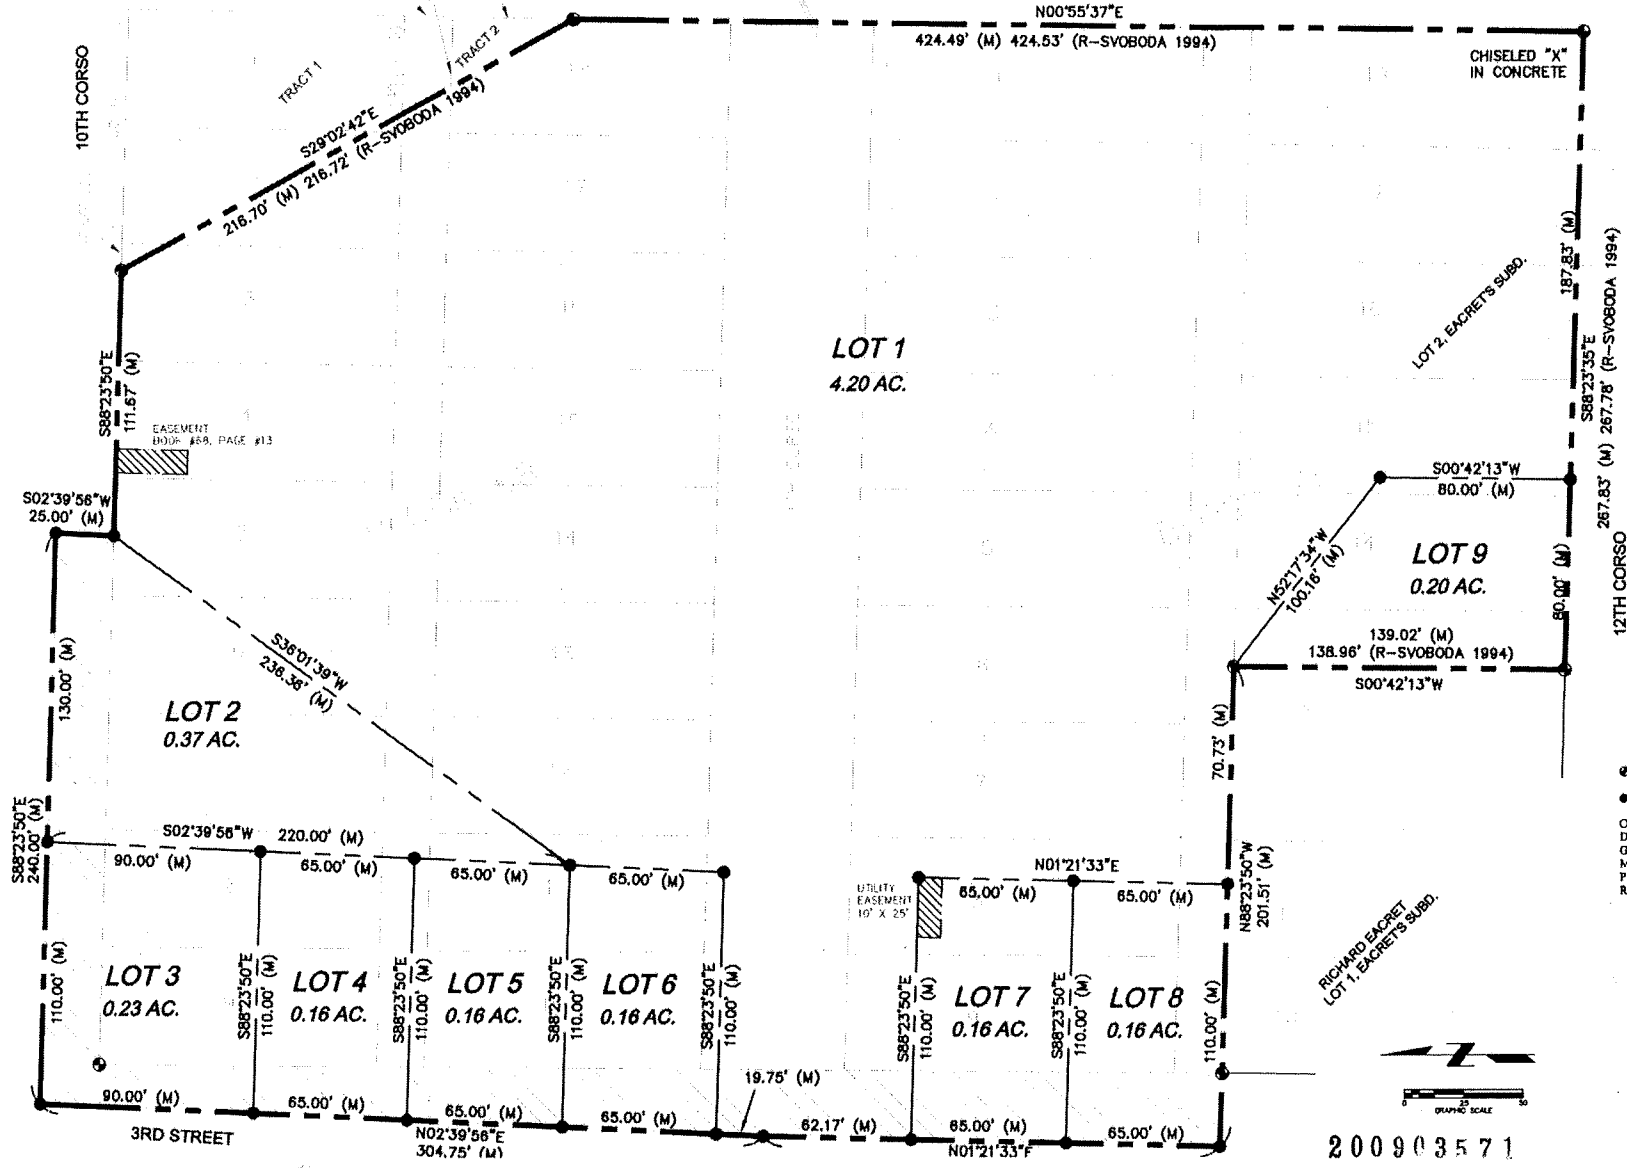 N00°55'37"E
424.49' (M) 424.53' (R-SVOBODA 1994)
CHISELED "X"
IN CONCRETE
10TH CORSO
TRACT 1
TRACT 2
S29°02'42"E
216.70' (M) 216.72' (R-SVOBODA 1994)
187.83' (M)
S88°23'35"E
267.83' (M) 267.78' (R-SVOBODA 1994)
LOT 2, EACRET'S SUBD.
LOT 1
4.20 AC.
S88°23'50"E
111.67' (M)
EASEMENT
BOOK #68, PAGE #13
S02°39'56"W
25.00' (M)
S00°42'13"W
80.00' (M)
N52°17'34"W
100.16' (M)
LOT 9
0.20 AC.
80.00' (M)
12TH CORSO
139.02' (M)
138.96' (R-SVOBODA 1994)
S00°42'13"W
S36°01'39"W
236.36' (M)
130.00' (M)
LOT 2
0.37 AC.
70.73' (M)
S88°23'50"E
240.00' (M)
S02°39'56"W 220.00' (M)
90.00' (M)
65.00' (M)
65.00' (M)
65.00' (M)
UTILITY
EASEMENT
10' X 25'
N01°21'33"E
65.00' (M)
65.00' (M)
N88°23'50"W
201.51' (M)
RICHARD EACRET
LOT 1, EACRET'S SUBD.
110.00' (M)
LOT 3
0.23 AC.
S88°23'50"E
110.00' (M)
LOT 4
0.16 AC.
S88°23'50"E
110.00' (M)
LOT 5
0.16 AC.
S88°23'50"E
110.00' (M)
LOT 6
0.16 AC.
S88°23'50"E
110.00' (M)
S88°23'50"E
110.00' (M)
LOT 7
0.16 AC.
S88°23'50"E
110.00' (M)
LOT 8
0.16 AC.
110.00' (M)
19.75' (M)
90.00' (M)
65.00' (M)
65.00' (M)
65.00' (M)
62.17' (M)
65.00' (M)
65.00' (M)
3RD STREET
N02°39'56"E
304.75' (M)
N01°21'33"E
Z
0 25 50
GRAPHIC SCALE
200903571